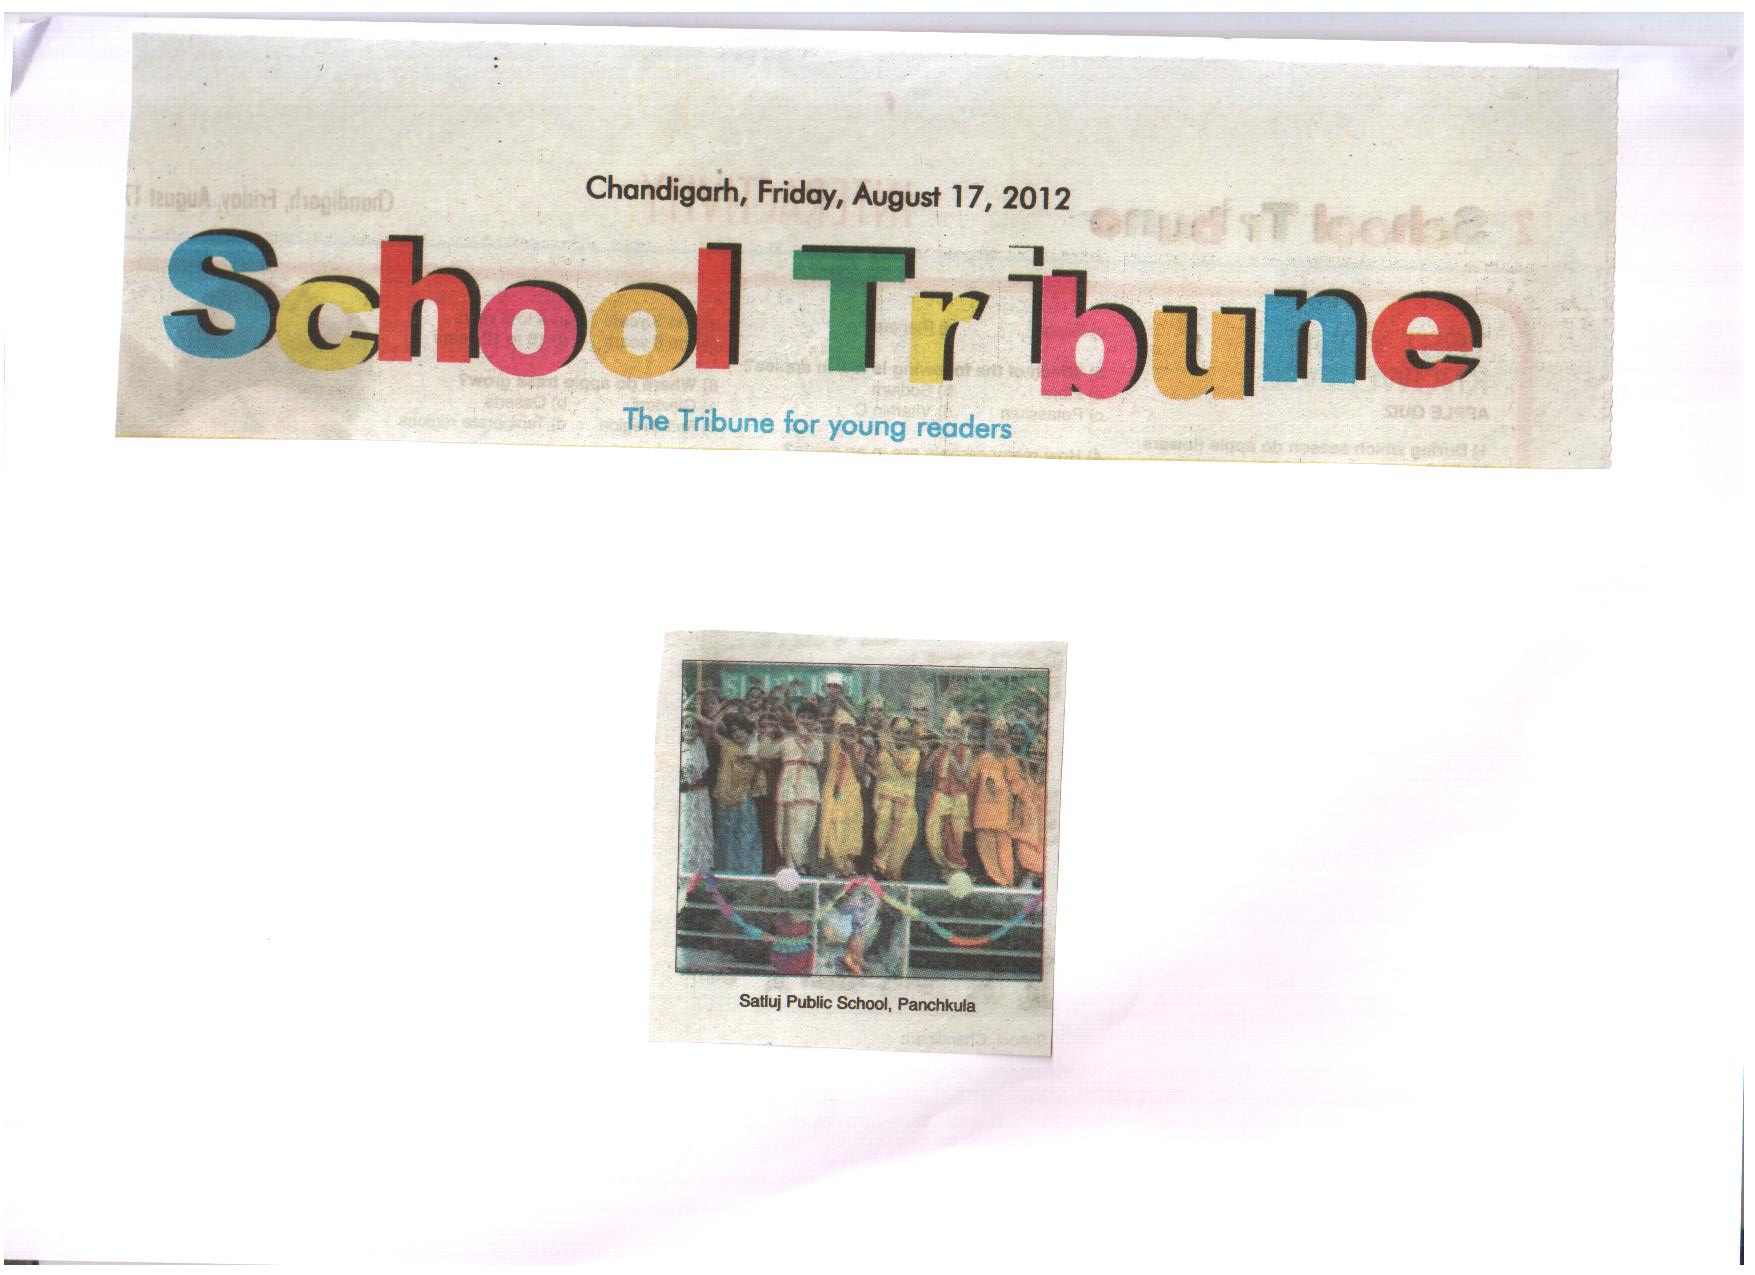 Chandigarh, Friday, August 17, 2012
School Tribune
The Tribune for young readers
Satluj Public School, Panchkula